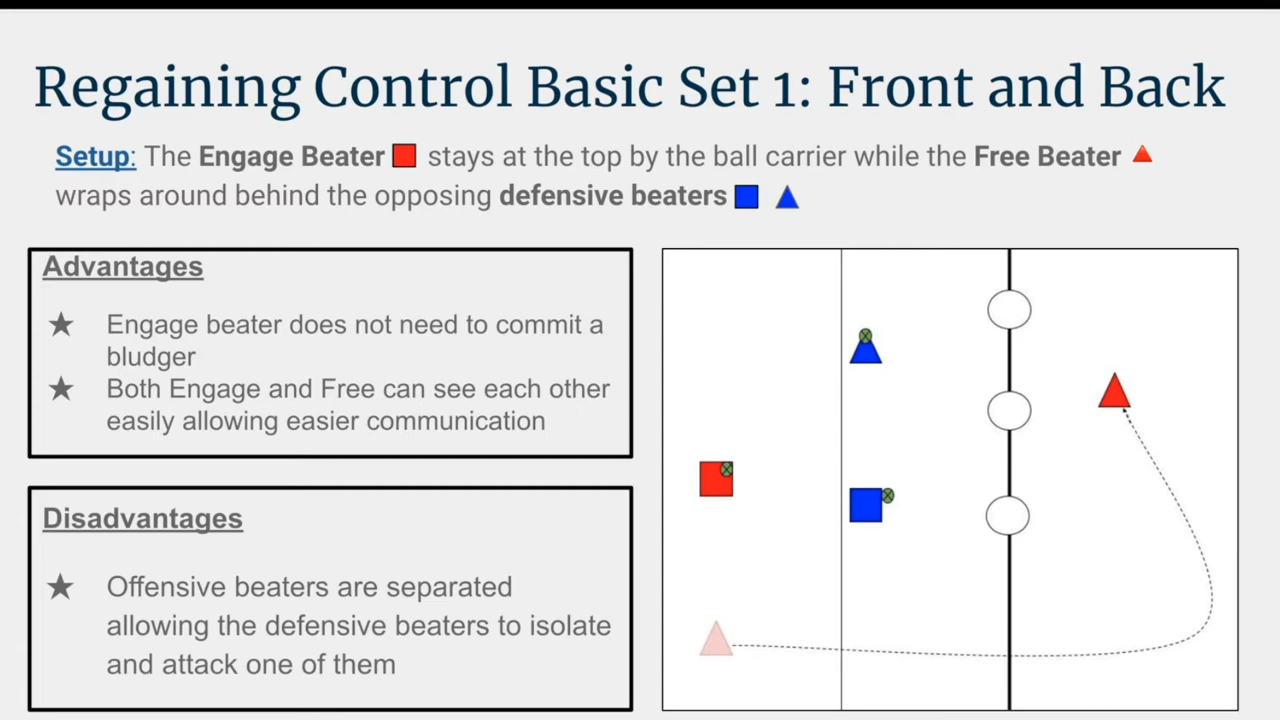 Regaining Control Basic Set 1: Front and Back
Setup: The Engage Beater stays at the top by the ball carrier while the Free Beater
wraps around behind the opposing defensive beaters
Advantages
Engage beater does not need to commit a
bludger
Both Engage and Free can see each other
easily allowing easier communication
Disadvantages
Offensive beaters are separated
allowing the defensive beaters to isolate
and attack one of them